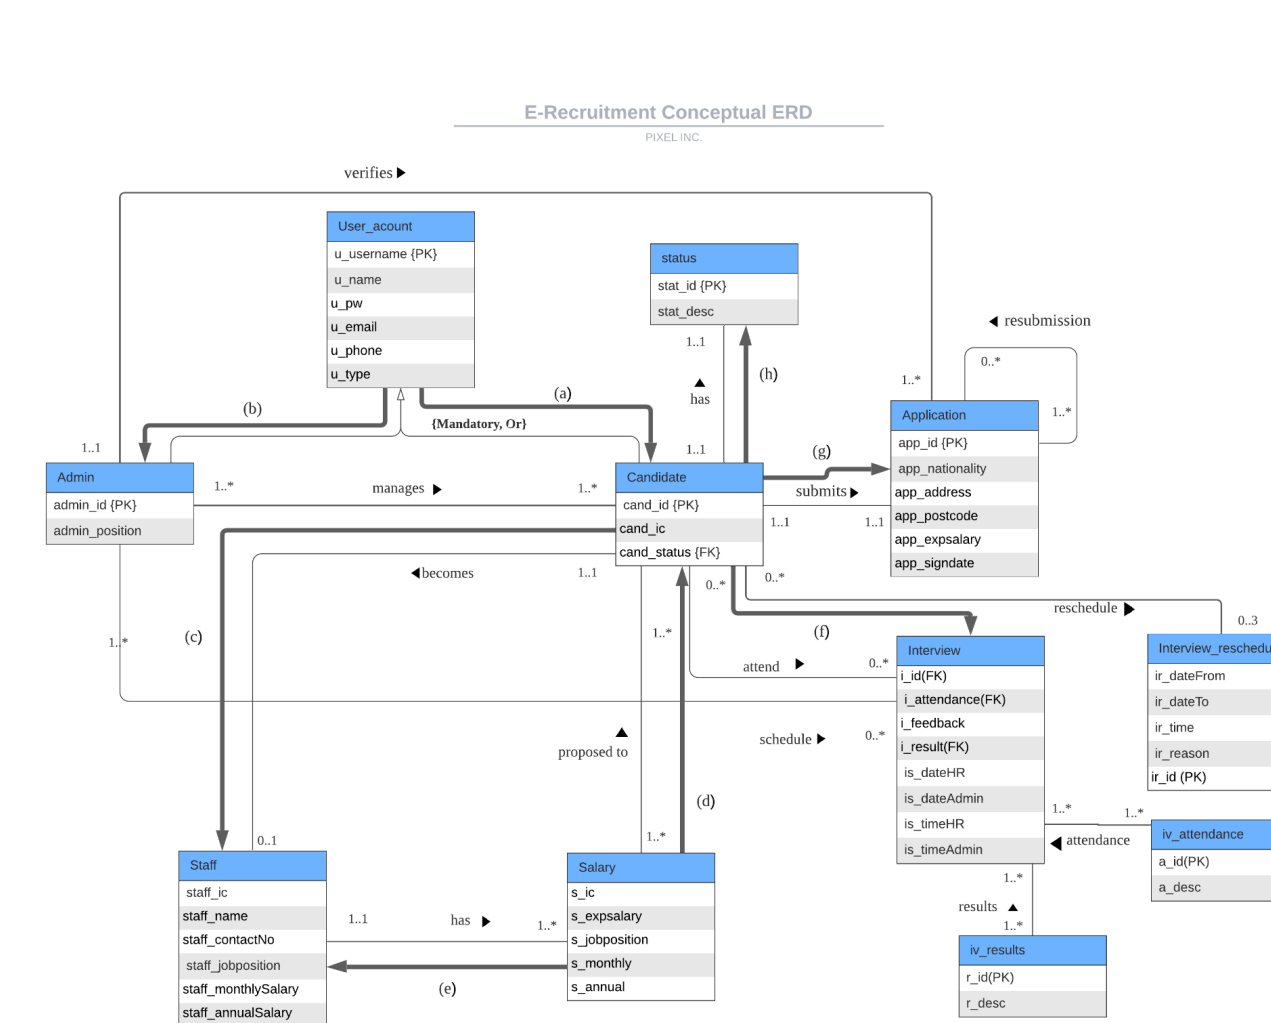 E-Recruitment Conceptual ERD
PIXEL INC.
verifies
User_acount
u_username {PK}
u_name
u_pw
u_email
u_phone
u_type
status
stat_id {PK}
stat_desc
resubmission
0..*
1..*
1..*
1..1
(h)
has
1..1
(a)
(b)
{Mandatory, Or}
1..1
Application
app_id {PK}
app_nationality
app_address
app_postcode
app_expsalary
app_signdate
(g)
submits
1..1
1..1
Admin
admin_id {PK}
admin_position
1..*
manages
1..*
Candidate
cand_id {PK}
cand_ic
cand_status {FK}
becomes
1..1
0..*
0..*
reschedule
0..3
(c)
1..*
1..*
(f)
attend
0..*
Interview
i_id(FK)
i_attendance(FK)
i_feedback
i_result(FK)
is_dateHR
is_dateAdmin
is_timeHR
is_timeAdmin
Interview_reschedu
ir_dateFrom
ir_dateTo
ir_time
ir_reason
ir_id (PK)
schedule
0..*
proposed to
(d)
1..*
1..*
attendance
iv_attendance
a_id(PK)
a_desc
0..1
1..*
Staff
staff_ic
staff_name
staff_contactNo
staff_jobposition
staff_monthlySalary
staff_annualSalary
1..1
has
1..*
(e)
Salary
s_ic
s_expsalary
s_jobposition
s_monthly
s_annual
1..*
results
1..*
iv_results
r_id(PK)
r_desc